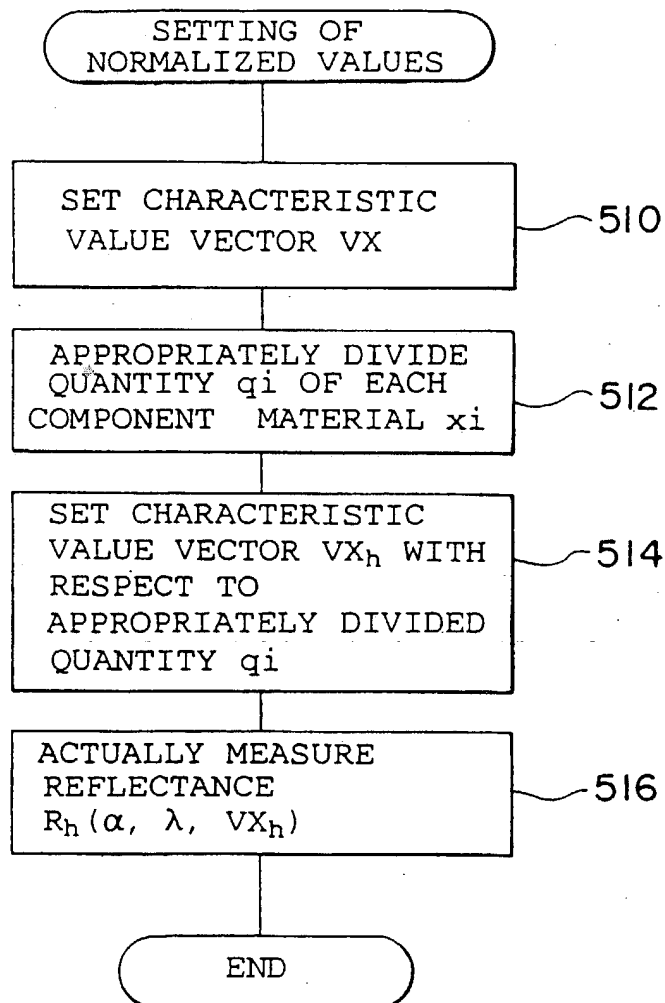 SETTING OF
NORMALIZED VALUES
SET CHARACTERISTIC
VALUE VECTOR VX
510
APPROPRIATELY DIVIDE
QUANTITY qi OF EACH
COMPONENT MATERIAL xi
512
SET CHARACTERISTIC
VALUE VECTOR VXₕ WITH
RESPECT TO
APPROPRIATELY DIVIDED
QUANTITY qi
514
ACTUALLY MEASURE
REFLECTANCE
Rₕ(α, λ, VXₕ)
516
END